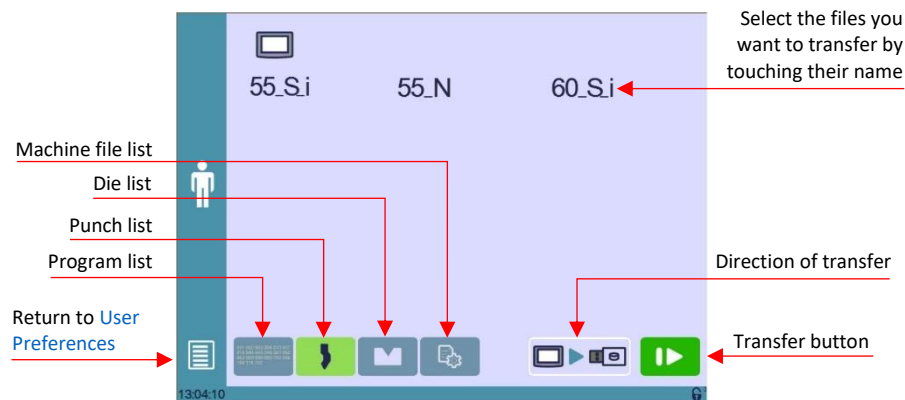 Select the files you
want to transfer by
touching their name
55_S_i
55_N
60_S_i
Machine file list
Die list
Punch list
Program list
Direction of transfer
Return to User
Preferences
Transfer button
13:04:10